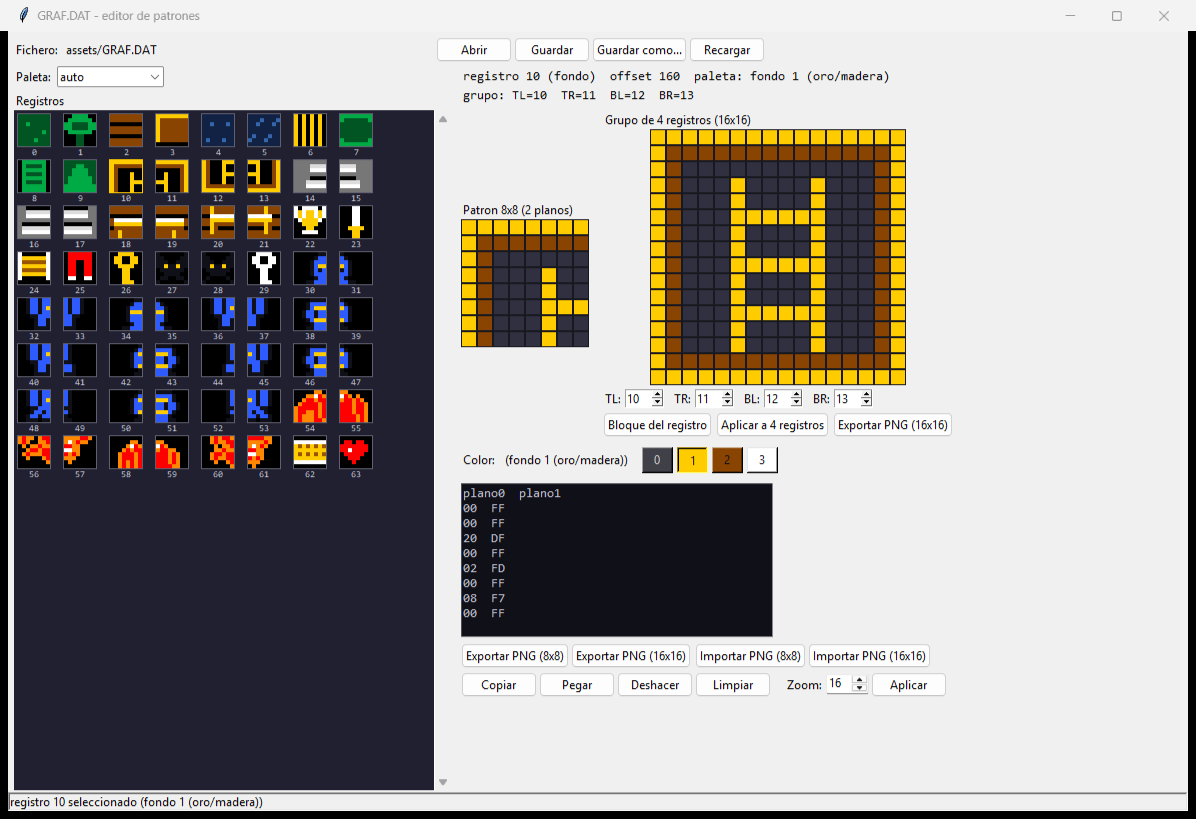 GRAF.DAT - editor de patrones
Fichero: assets/GRAF.DAT
Abrir Guardar Guardar como... Recargar
Paleta: auto
registro 10 (fondo) offset 160 paleta: fondo 1 (oro/madera)
grupo: TL=10 TR=11 BL=12 BR=13
Registros
Grupo de 4 registros (16x16)
0 1 2 3 4 5 6 7
8 9 10 11 12 13 14 15
Patron 8x8 (2 planos)
16 17 18 19 20 21 22 23
24 25 26 27 28 29 30 31
32 33 34 35 36 37 38 39
40 41 42 43 44 45 46 47
48 49 50 51 52 53 54 55
56 57 58 59 60 61 62 63
TL: 10 TR: 11 BL: 12 BR: 13
Bloque del registro Aplicar a 4 registros Exportar PNG (16x16)
Color: (fondo 1 (oro/madera)) 0 1 2 3
plano0 plano1
00 FF
00 FF
20 DF
00 FF
02 FD
00 FF
08 F7
00 FF
Exportar PNG (8x8) Exportar PNG (16x16) Importar PNG (8x8) Importar PNG (16x16)
Copiar Pegar Deshacer Limpiar Zoom: 16 Aplicar
registro 10 seleccionado (fondo 1 (oro/madera))